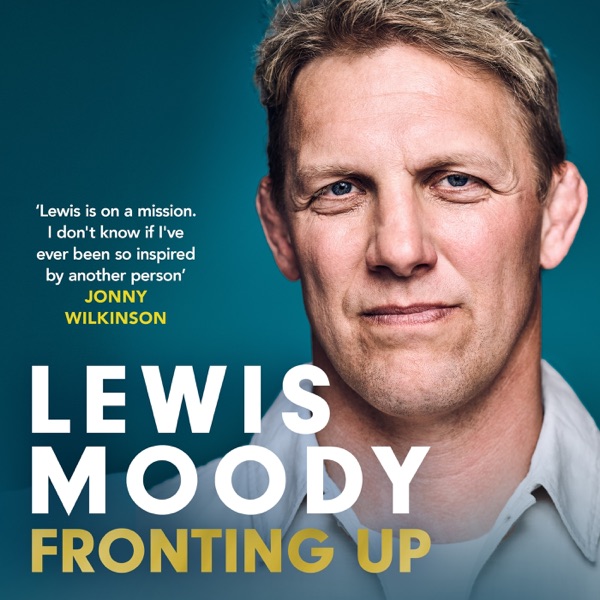 ‘Lewis is on a mission.
I don't know if I've
ever been so inspired
by another person’
JONNY
WILKINSON
LEWIS
MOODY
FRONTING UP